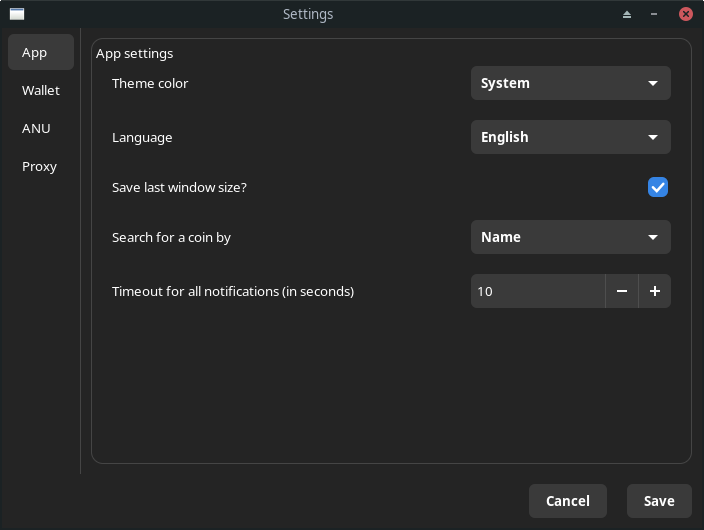 Settings
App
Wallet
ANU
Proxy
App settings
Theme color
System
Language
English
Save last window size?
Search for a coin by
Name
Timeout for all notifications (in seconds)
10
Cancel
Save